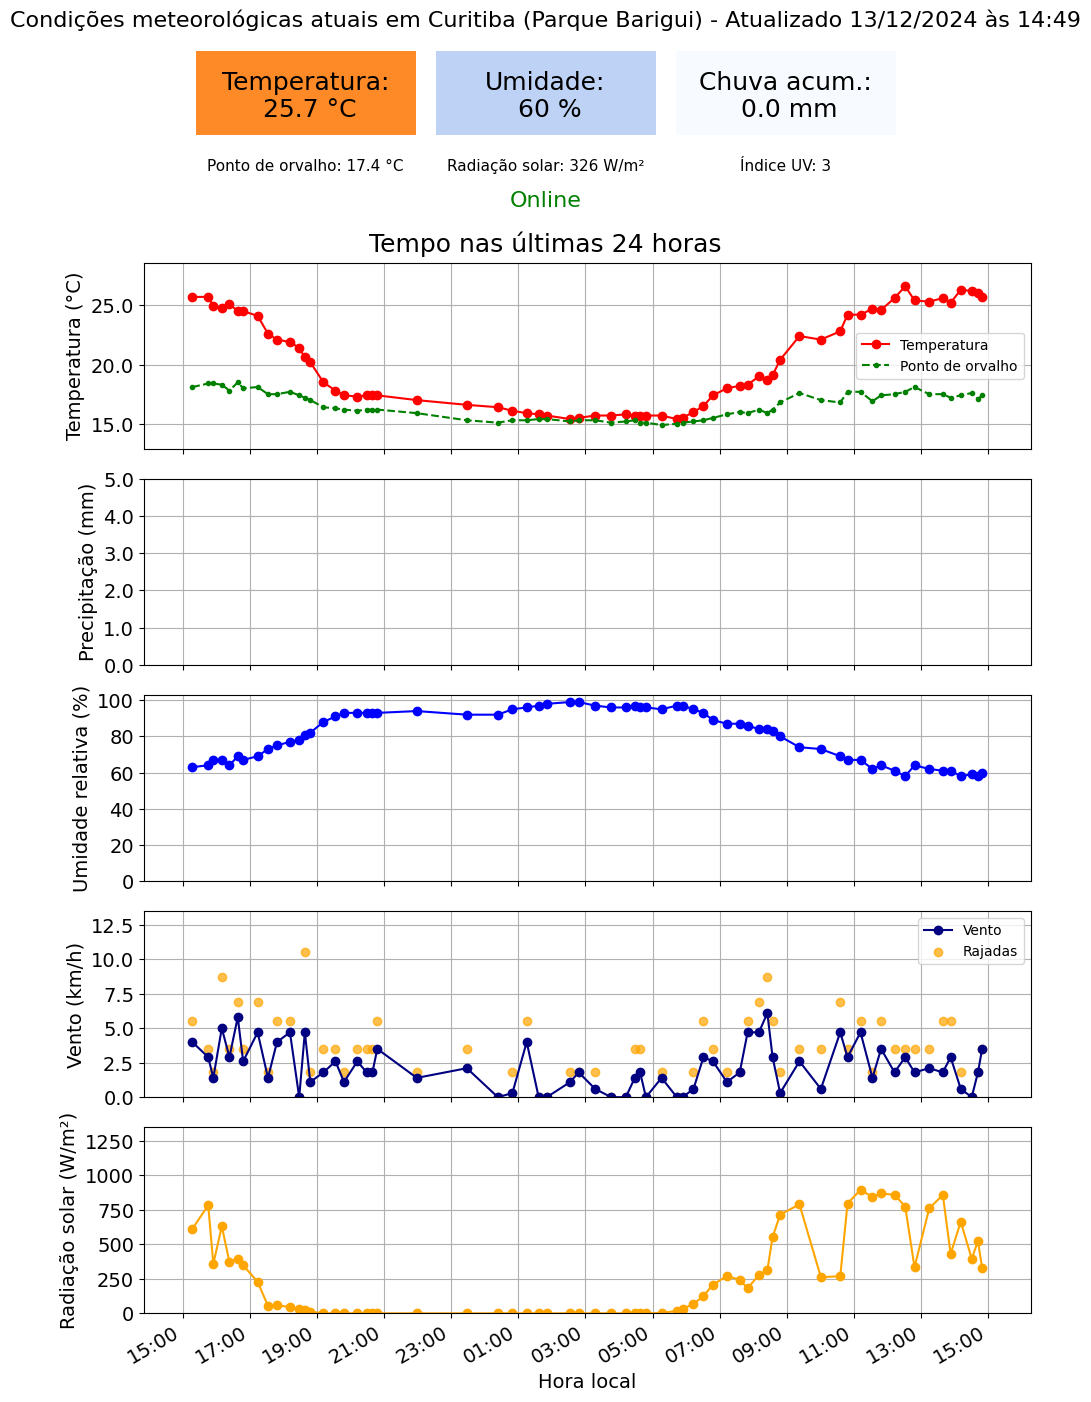 Condições meteorológicas atuais em Curitiba (Parque Barigui) - Atualizado 13/12/2024 às 14:49
Temperatura:
25.7 °C
Umidade:
60 %
Chuva acum.:
0.0 mm
Ponto de orvalho: 17.4 °C
Radiação solar: 326 W/m²
Índice UV: 3
Online
Tempo nas últimas 24 horas
Temperatura (°C)
25.0
20.0
15.0
Temperatura
Ponto de orvalho
Precipitação (mm)
5.0
4.0
3.0
2.0
1.0
0.0
Umidade relativa (%)
100
80
60
40
20
0
Vento (km/h)
12.5
10.0
7.5
5.0
2.5
0.0
Vento
Rajadas
Radiação solar (W/m²)
1250
1000
750
500
250
0
15:00
17:00
19:00
21:00
23:00
01:00
03:00
05:00
07:00
09:00
11:00
13:00
15:00
Hora local